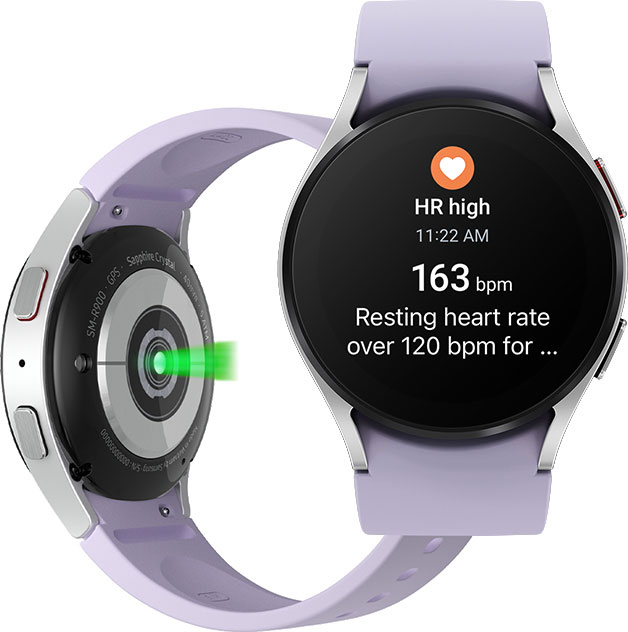 HR high
11:22 AM
163 bpm
Resting heart rate
over 120 bpm for ...
SM-R900 · GPS · Sapphire Crystal